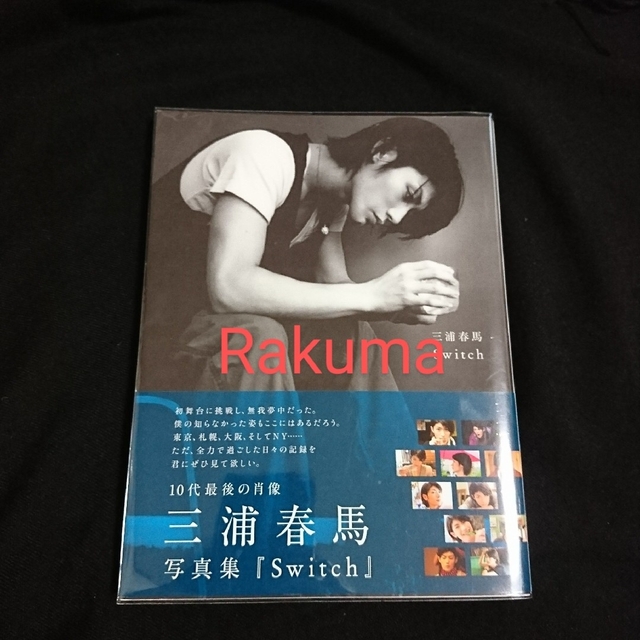 三浦春馬
Switch
Rakuma
初舞台に挑戦し、無我夢中だった。
僕の知らなかった姿もここにはあるだろう。
東京、札幌、大阪、そしてNY……
ただ、全力で過ごした日々の記録を
君にぜひ見て欲しい。
10代最後の肖像
三浦春馬
写真集『Switch』